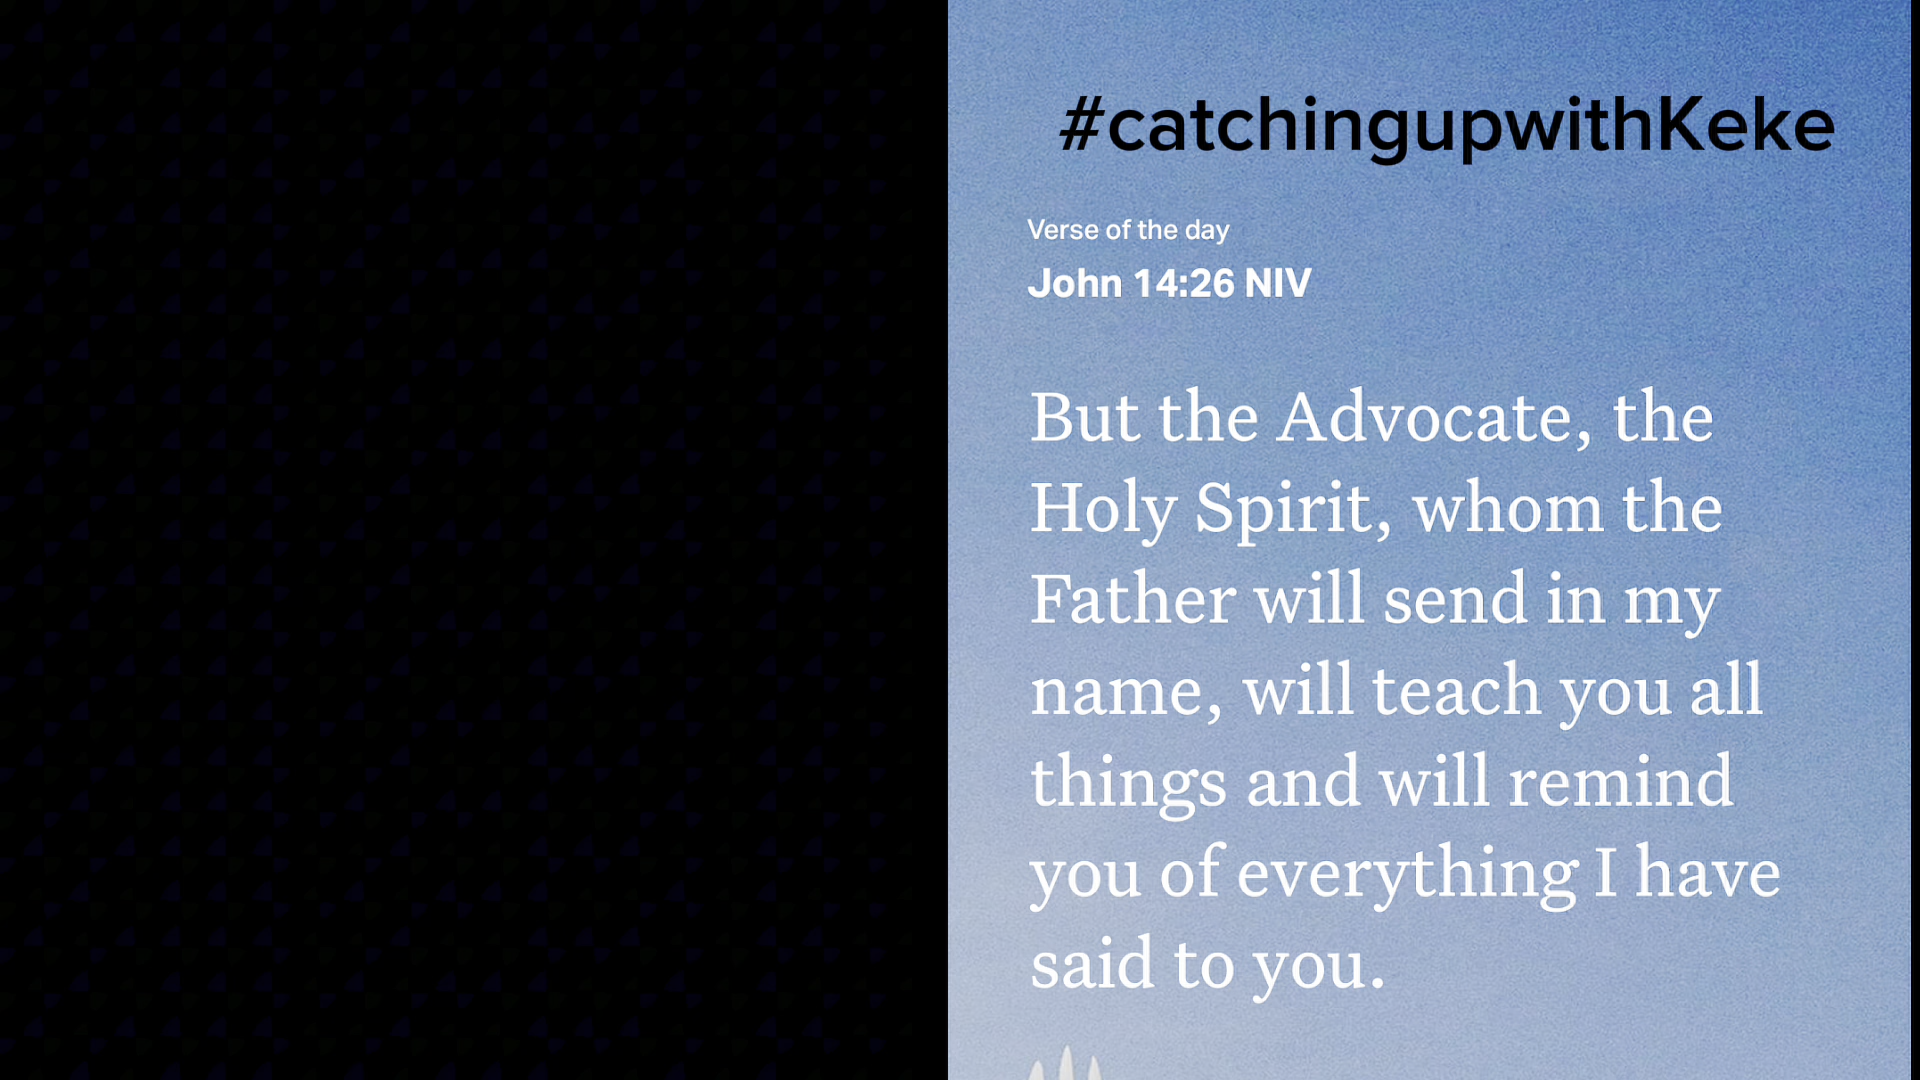 #catchingupwithKeke
Verse of the day
John 14:26 NIV
But the Advocate, the
Holy Spirit, whom the
Father will send in my
name, will teach you all
things and will remind
you of everything I have
said to you.